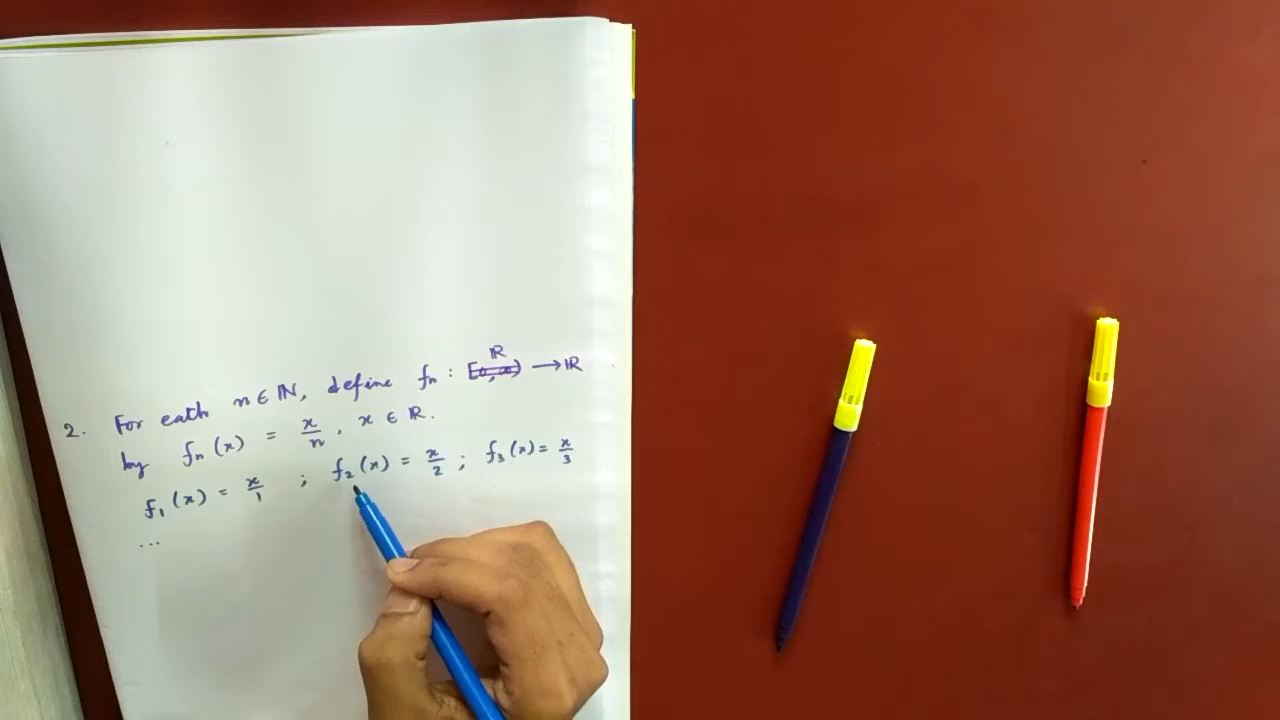 2. For each n ∈ ℕ, define fₙ : ℝ → ℝ
by fₙ(x) = x/n, x ∈ ℝ.
f₁(x) = x/1 ; f₂(x) = x/2 ; f₃(x) = x/3
...